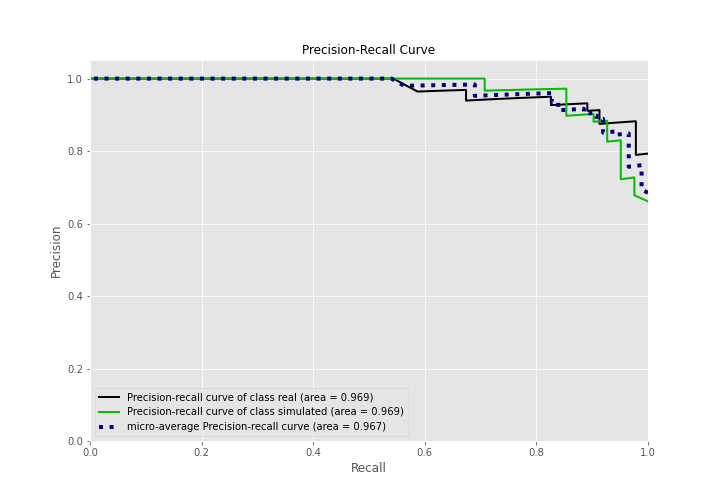 Precision-Recall Curve
1.0
0.8
0.6
0.4
0.2
0.0
Precision
Precision-recall curve of class real (area = 0.969)
Precision-recall curve of class simulated (area = 0.969)
micro-average Precision-recall curve (area = 0.967)
0.0 0.2 0.4 0.6 0.8 1.0
Recall